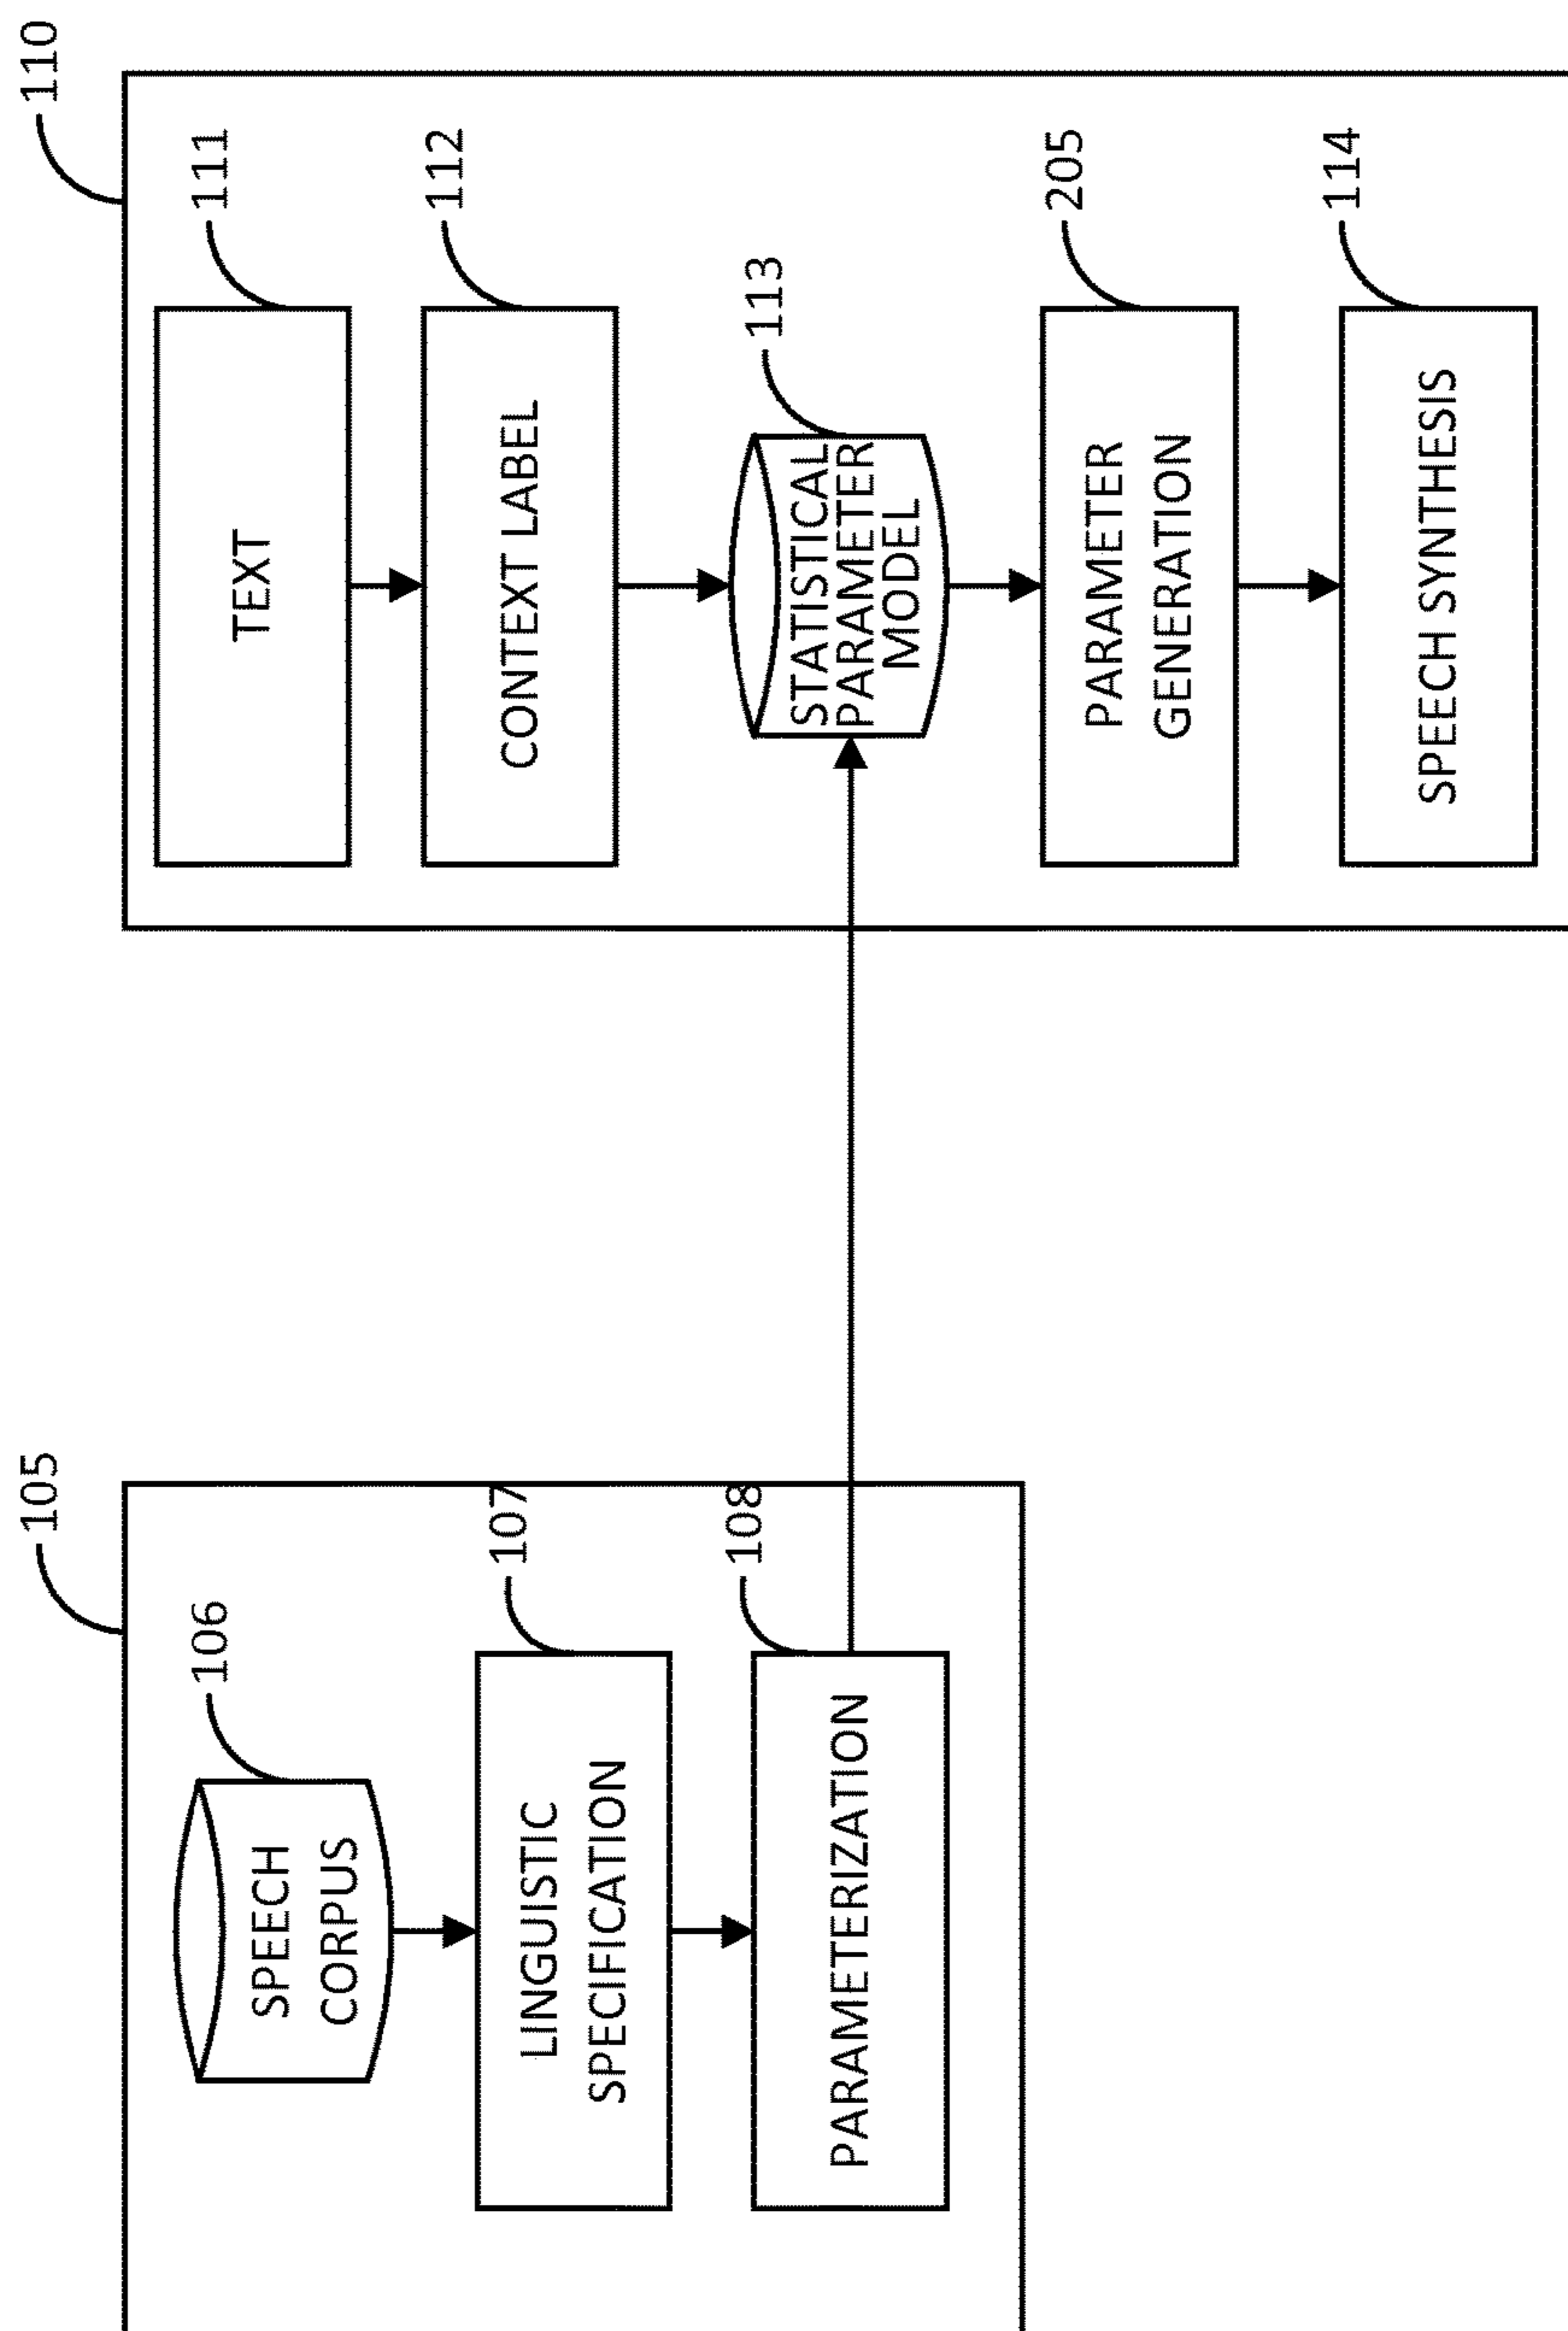 105
106
SPEECH
CORPUS
107
LINGUISTIC
SPECIFICATION
108
PARAMETERIZATION
110
111
TEXT
112
CONTEXT LABEL
113
STATISTICAL
PARAMETER
MODEL
205
PARAMETER
GENERATION
114
SPEECH SYNTHESIS